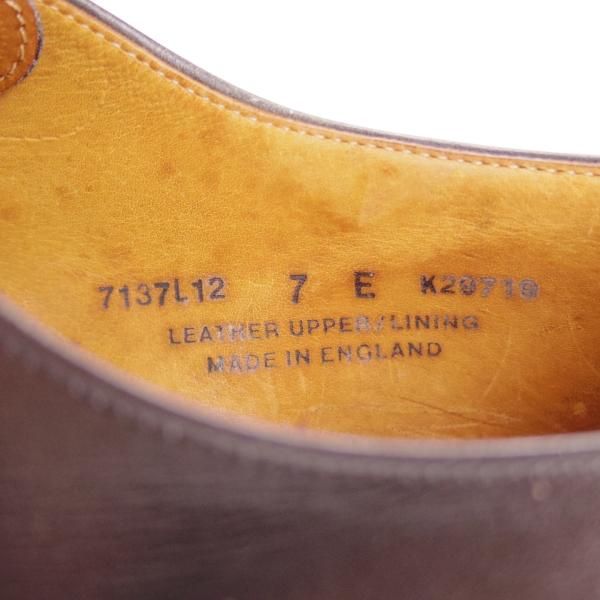 7137L12 7 E K29719
LEATHER UPPER/LINING
MADE IN ENGLAND